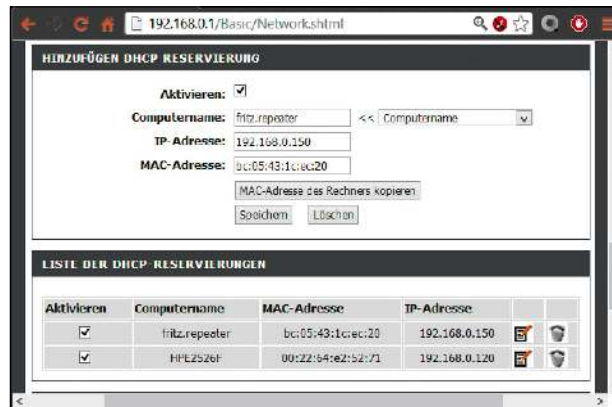 192.168.0.1/Basic/Network.shtml
HINZUFÜGEN DHCP RESERVIERUNG
Aktivieren:
Computername: fritz.repeater << Computername
IP-Adresse: 192.168.0.150
MAC-Adresse: bc:05:43:1c:ec:20
MAC-Adresse des Rechners kopieren
Speichern Löschen
LISTE DER DHCP-RESERVIERUNGEN
Aktivieren Computername MAC-Adresse IP-Adresse
fritz.repeater bc:05:43:1c:ec:20 192.168.0.150
HPE2526F 00:22:64:e2:52:71 192.168.0.120